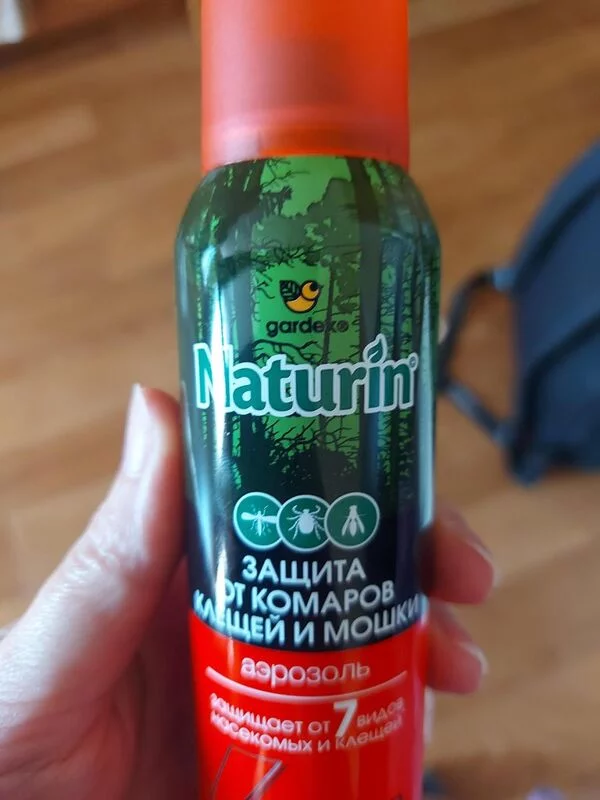 gardex®
Naturin®
ЗАЩИТА
ОТ КОМАРОВ
КЛЕЩЕЙ И МОШКИ
аэрозоль
защищает от 7 видов
насекомых и клещей